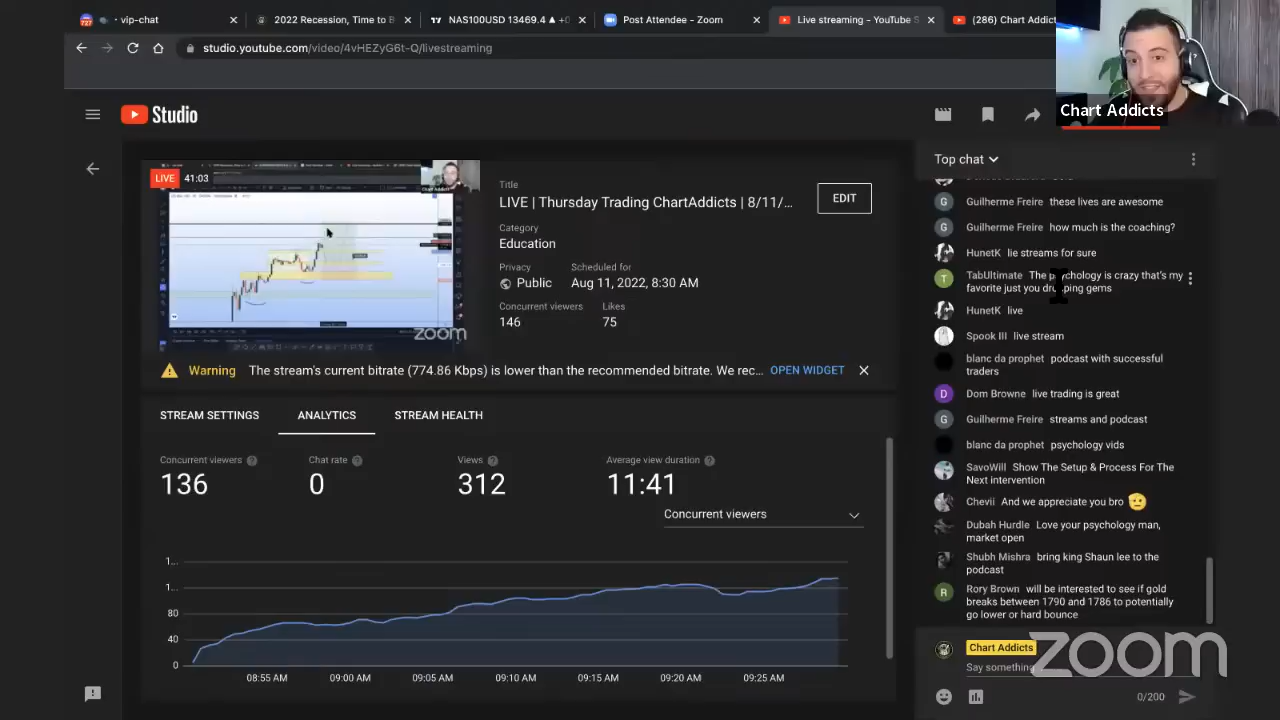 vip-chat
2022 Recession, Time to B
NAS100USD 13469.4 ▲ +0
Post Attendee - Zoom
Live streaming - YouTube S
(286) Chart Addict
studio.youtube.com/video/4vHEZyG6t-Q/livestreaming
Chart Addicts
Studio
LIVE 41:03
Chart Addicts
zoom
Title
LIVE | Thursday Trading ChartAddicts | 8/11/...
EDIT
Category
Education
Privacy
Public
Scheduled for
Aug 11, 2022, 8:30 AM
Concurrent viewers
146
Likes
75
Warning The stream's current bitrate (774.86 Kbps) is lower than the recommended bitrate. We rec... OPEN WIDGET
STREAM SETTINGS
ANALYTICS
STREAM HEALTH
Concurrent viewers
136
Chat rate
0
Views
312
Average view duration
11:41
Concurrent viewers
1...
1...
80
40
0
08:55 AM 09:00 AM 09:05 AM 09:10 AM 09:15 AM 09:20 AM 09:25 AM
Top chat
Guilherme Freire these lives are awesome
Guilherme Freire how much is the coaching?
HunetK lie streams for sure
TabUltimate The chology is crazy that's my
favorite just you dropping gems
HunetK live
Spook III live stream
blanc da prophet podcast with successful
traders
Dom Browne live trading is great
Guilherme Freire streams and podcast
blanc da prophet psychology vids
SavoWill Show The Setup & Process For The
Next intervention
Chevii And we appreciate you bro
Dubah Hurdle Love your psychology man,
market open
Shubh Mishra bring king Shaun lee to the
podcast
Rory Brown will be interested to see if gold
breaks between 1790 and 1786 to potentially
go lower or hard bounce
Chart Addicts
Say something
0/200
zoom